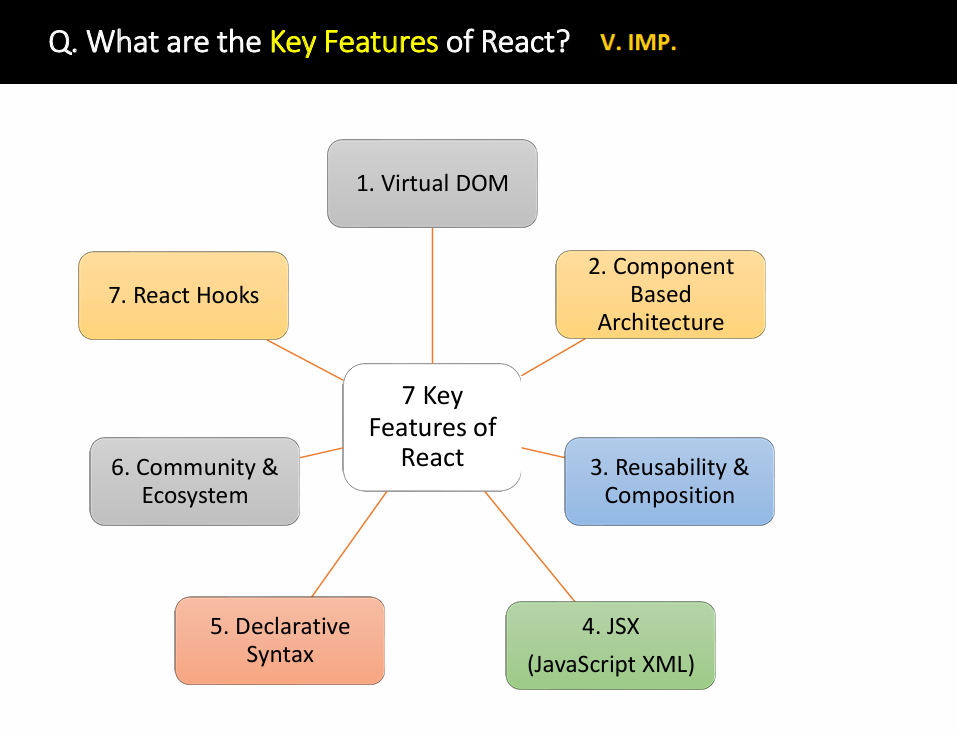 Q. What are the Key Features of React? V. IMP.
1. Virtual DOM
7. React Hooks
2. Component
Based
Architecture
7 Key
Features of
React
6. Community &
Ecosystem
3. Reusability &
Composition
5. Declarative
Syntax
4. JSX
(JavaScript XML)